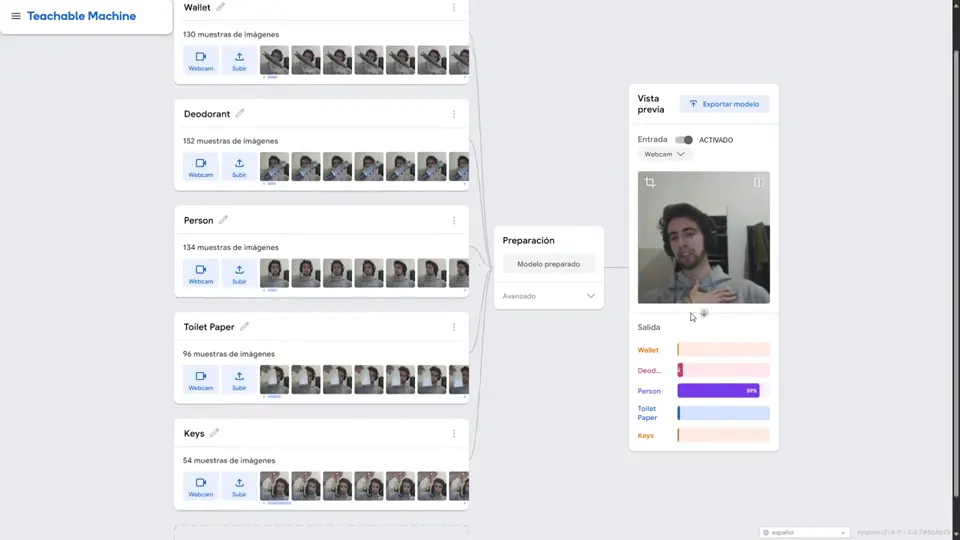 Teachable Machine
Wallet
130 muestras de imágenes
Webcam
Subir
Deodorant
152 muestras de imágenes
Webcam
Subir
Person
134 muestras de imágenes
Webcam
Subir
Toilet Paper
96 muestras de imágenes
Webcam
Subir
Keys
54 muestras de imágenes
Webcam
Subir
Preparación
Modelo preparado
Avanzado
Vista
previa
Exportar modelo
Entrada
ACTIVADO
Webcam
Salida
Wallet
Deod...
Person
99%
Toilet
Paper
Keys
español